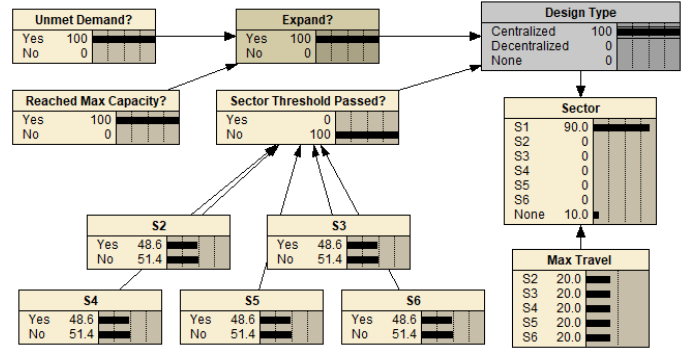 Unmet Demand?
Yes 100
No 0
Expand?
Yes 100
No 0
Design Type
Centralized 100
Decentralized 0
None 0
Reached Max Capacity?
Yes 100
No 0
Sector Threshold Passed?
Yes 0
No 100
Sector
S1 90.0
S2 0
S3 0
S4 0
S5 0
S6 0
None 10.0
S2
Yes 48.6
No 51.4
S3
Yes 48.6
No 51.4
Max Travel
S2 20.0
S3 20.0
S4 20.0
S5 20.0
S6 20.0
S4
Yes 48.6
No 51.4
S5
Yes 48.6
No 51.4
S6
Yes 48.6
No 51.4